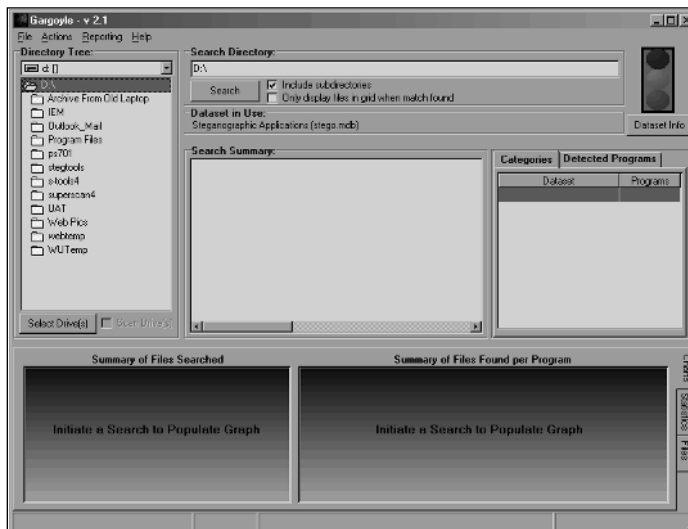 Gargoyle - v 2.1
File Actions Reporting Help
Directory Tree:
d: []
D:\
Archive From Old Laptop
IEM
Outlook_Mail
Program Files
ps701
stegtools
s-tools4
superscan4
UAT
Web Pics
webtemp
WUTemp
Select Drive(s)
Scan Drive(s)
Search Directory:
D:\
Search
Include subdirectories
Only display files in grid when match found
Dataset in Use:
Steganographic Applications (stego.mdb)
Dataset Info
Search Summary:
Categories Detected Programs
Dataset Programs
Summary of Files Searched
Initiate a Search to Populate Graph
Summary of Files Found per Program
Initiate a Search to Populate Graph
Charts
Statistics
Files